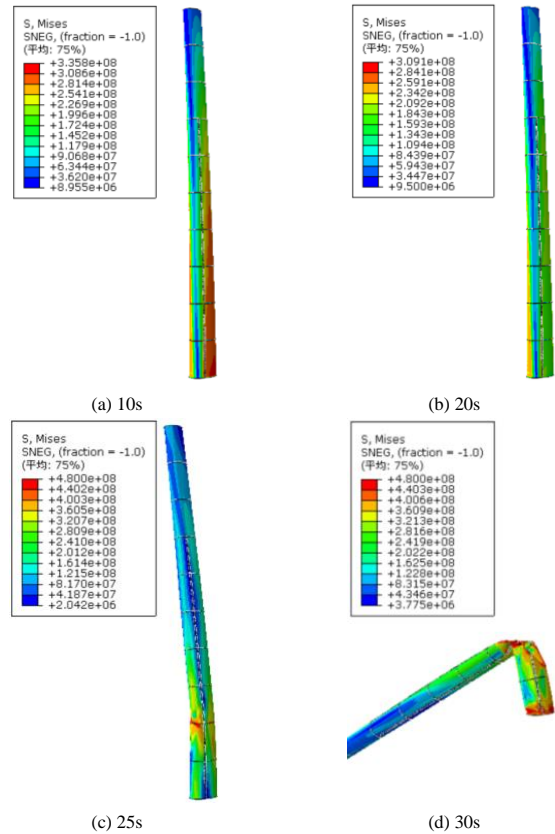 S, Mises
SNEG, (fraction = -1.0)
(平均: 75%)
+3.358e+08
+3.086e+08
+2.814e+08
+2.541e+08
+2.269e+08
+1.996e+08
+1.724e+08
+1.452e+08
+1.179e+08
+9.068e+07
+6.344e+07
+3.620e+07
+8.955e+06
(a) 10s
S, Mises
SNEG, (fraction = -1.0)
(平均: 75%)
+3.091e+08
+2.841e+08
+2.591e+08
+2.342e+08
+2.092e+08
+1.843e+08
+1.593e+08
+1.343e+08
+1.094e+08
+8.439e+07
+5.943e+07
+3.447e+07
+9.500e+06
(b) 20s
S, Mises
SNEG, (fraction = -1.0)
(平均: 75%)
+4.800e+08
+4.402e+08
+4.003e+08
+3.605e+08
+3.207e+08
+2.809e+08
+2.410e+08
+2.012e+08
+1.614e+08
+1.215e+08
+8.170e+07
+4.187e+07
+2.042e+06
(c) 25s
S, Mises
SNEG, (fraction = -1.0)
(平均: 75%)
+4.800e+08
+4.403e+08
+4.006e+08
+3.609e+08
+3.213e+08
+2.816e+08
+2.419e+08
+2.022e+08
+1.625e+08
+1.228e+08
+8.315e+07
+4.346e+07
+3.775e+06
(d) 30s